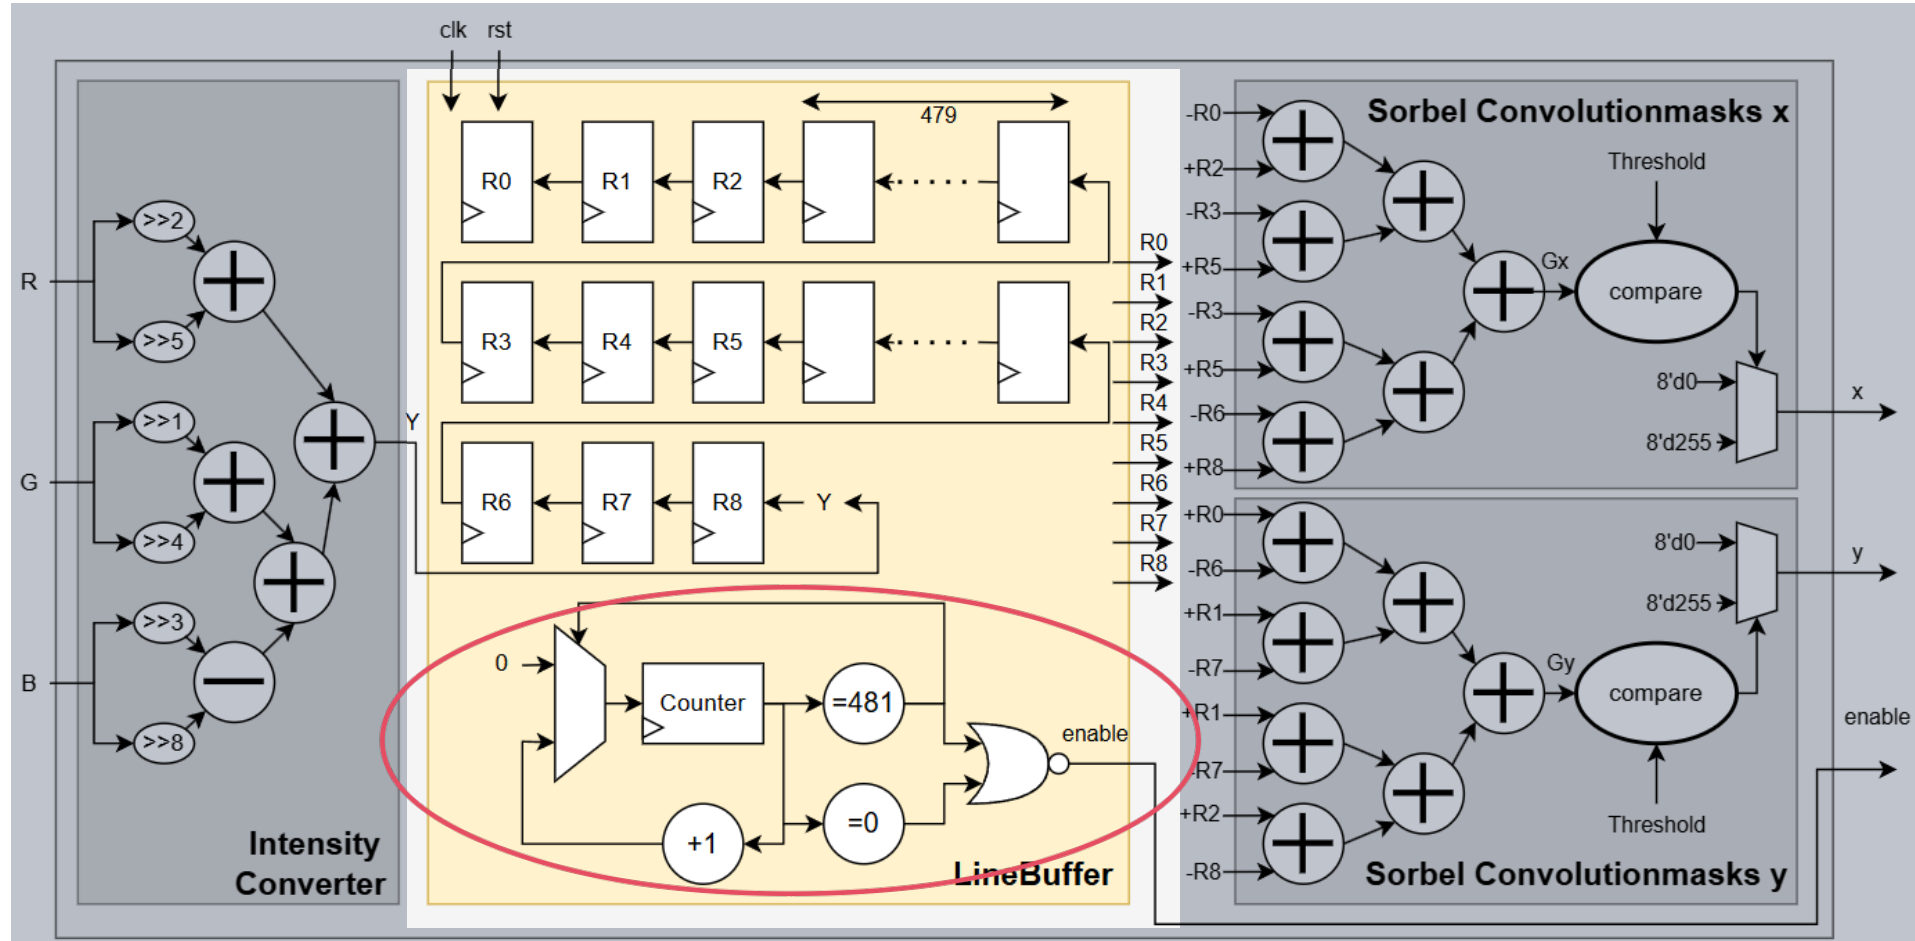 clk rst
R
>>2
>>5
G
>>1
>>4
B
>>3
>>8
Intensity
Converter
Y
479
R0 R1 R2
R3 R4 R5
R6 R7 R8 Y
0
Counter
=481
=0
+1
enable
LineBuffer
R0
R1
R2
R3
R4
R5
R6
R7
R8
Sorbel Convolutionmasks x
-R0
+R2
-R3
+R5
-R3
+R5
-R6
+R8
Gx
Threshold
compare
8'd0
8'd255
x
+R0
-R6
+R1
-R7
+R1
-R7
+R2
-R8
Gy
8'd0
8'd255
compare
Threshold
y
enable
Sorbel Convolutionmasks y